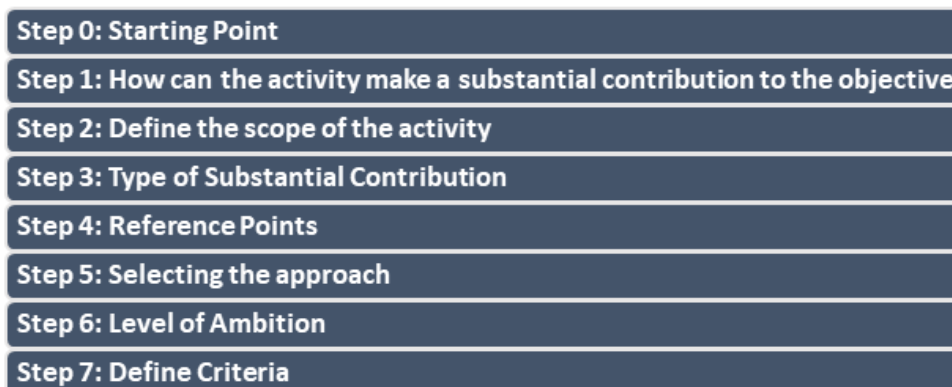 Step 0: Starting Point
Step 1: How can the activity make a substantial contribution to the objective
Step 2: Define the scope of the activity
Step 3: Type of Substantial Contribution
Step 4: Reference Points
Step 5: Selecting the approach
Step 6: Level of Ambition
Step 7: Define Criteria